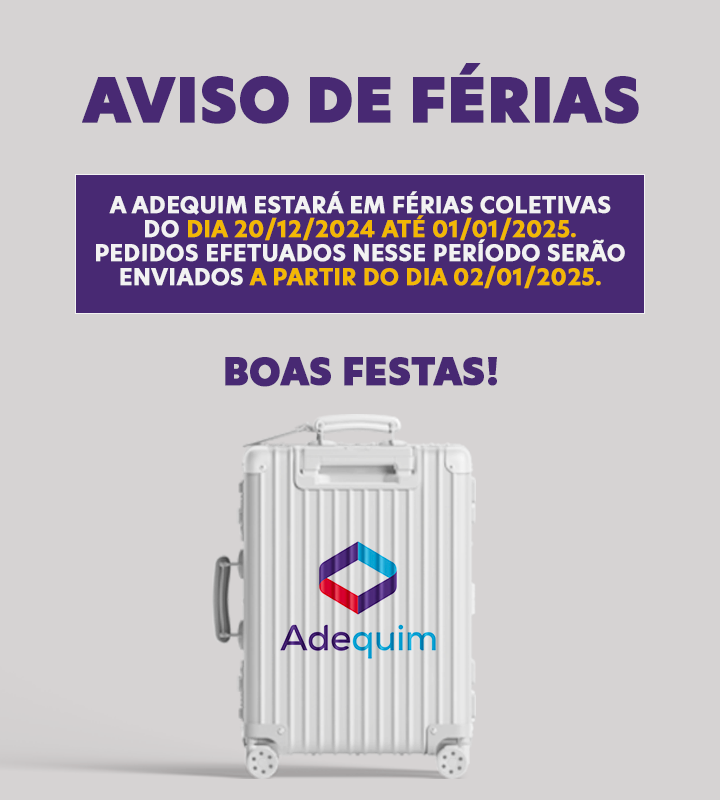 AVISO DE FÉRIAS
A ADEQUIM ESTARÁ EM FÉRIAS COLETIVAS
DO DIA 20/12/2024 ATÉ 01/01/2025.
PEDIDOS EFETUADOS NESSE PERÍODO SERÃO
ENVIADOS A PARTIR DO DIA 02/01/2025.
BOAS FESTAS!
Adequim